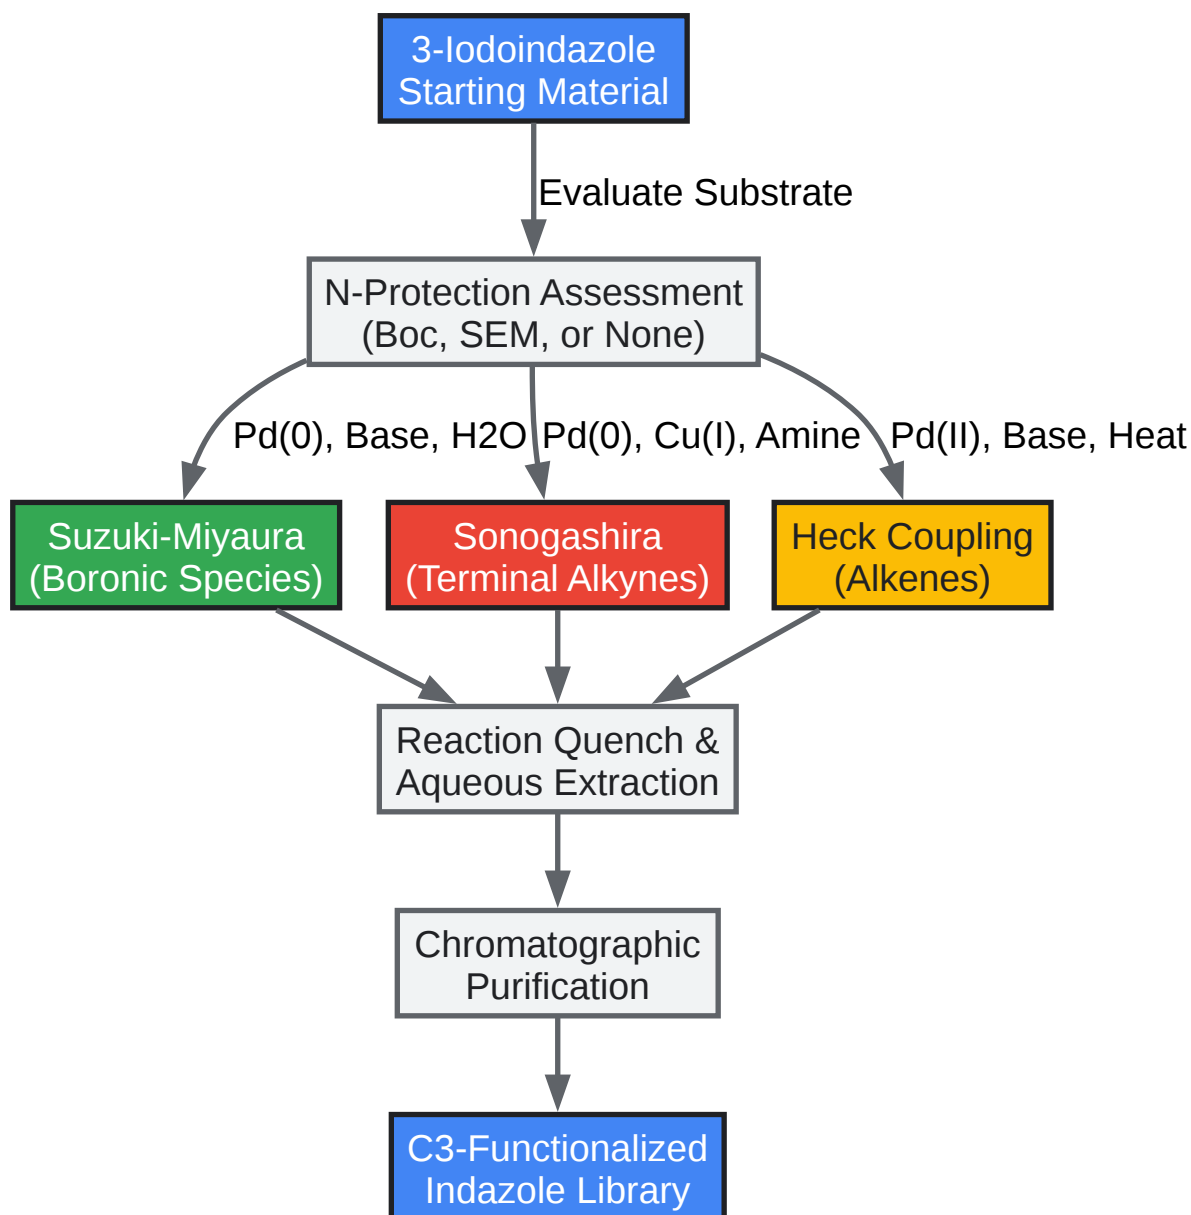 3-Iodoindazole
Starting Material
Evaluate Substrate
N-Protection Assessment
(Boc, SEM, or None)
Pd(0), Base, H2O
Pd(0), Cu(I), Amine
Pd(II), Base, Heat
Suzuki-Miyaura
(Boronic Species)
Sonogashira
(Terminal Alkynes)
Heck Coupling
(Alkenes)
Reaction Quench &
Aqueous Extraction
Chromatographic
Purification
C3-Functionalized
Indazole Library